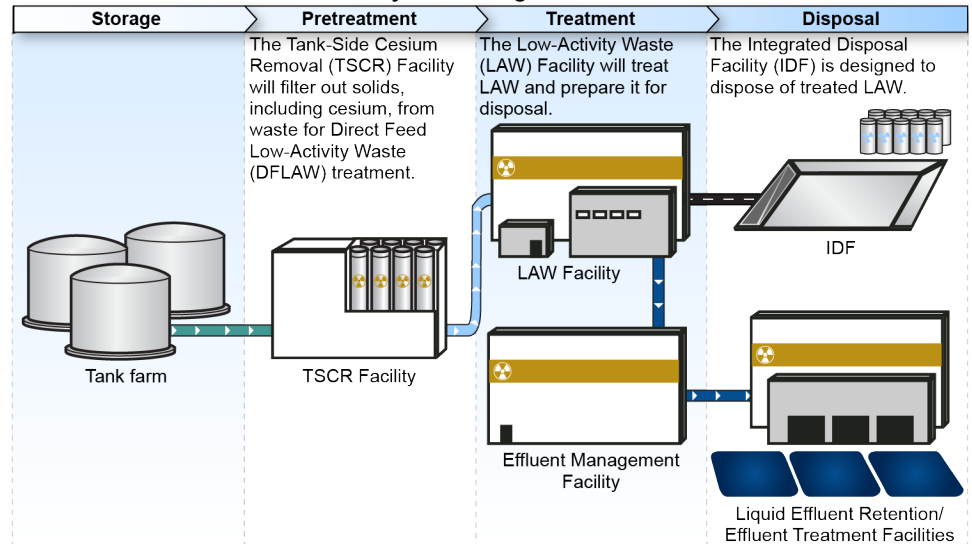 Storage
Pretreatment
Treatment
Disposal
The Tank-Side Cesium
Removal (TSCR) Facility
will filter out solids,
including cesium, from
waste for Direct Feed
Low-Activity Waste
(DFLAW) treatment.
The Low-Activity Waste
(LAW) Facility will treat
LAW and prepare it for
disposal.
The Integrated Disposal
Facility (IDF) is designed to
dispose of treated LAW.
Tank farm
TSCR Facility
LAW Facility
IDF
Effluent Management
Facility
Liquid Effluent Retention/
Effluent Treatment Facilities